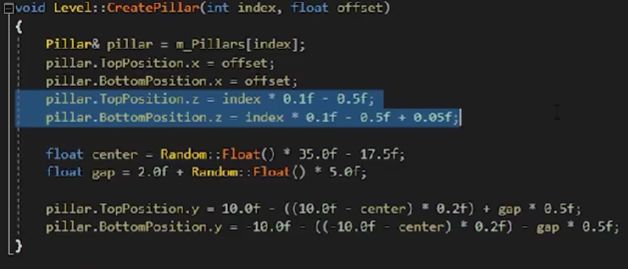 void Level::CreatePillar(int index, float offset)
{
Pillar& pillar = m_Pillars[index];
pillar.TopPosition.x = offset;
pillar.BottomPosition.x = offset;
pillar.TopPosition.z = index * 0.1f - 0.5f;
pillar.BottomPosition.z = index * 0.1f - 0.5f + 0.05f;
float center = Random::Float() * 35.0f - 17.5f;
float gap = 2.0f + Random::Float() * 5.0f;
pillar.TopPosition.y = 10.0f - ((10.0f - center) * 0.2f) + gap * 0.5f;
pillar.BottomPosition.y = -10.0f - ((-10.0f - center) * 0.2f) - gap * 0.5f;
}